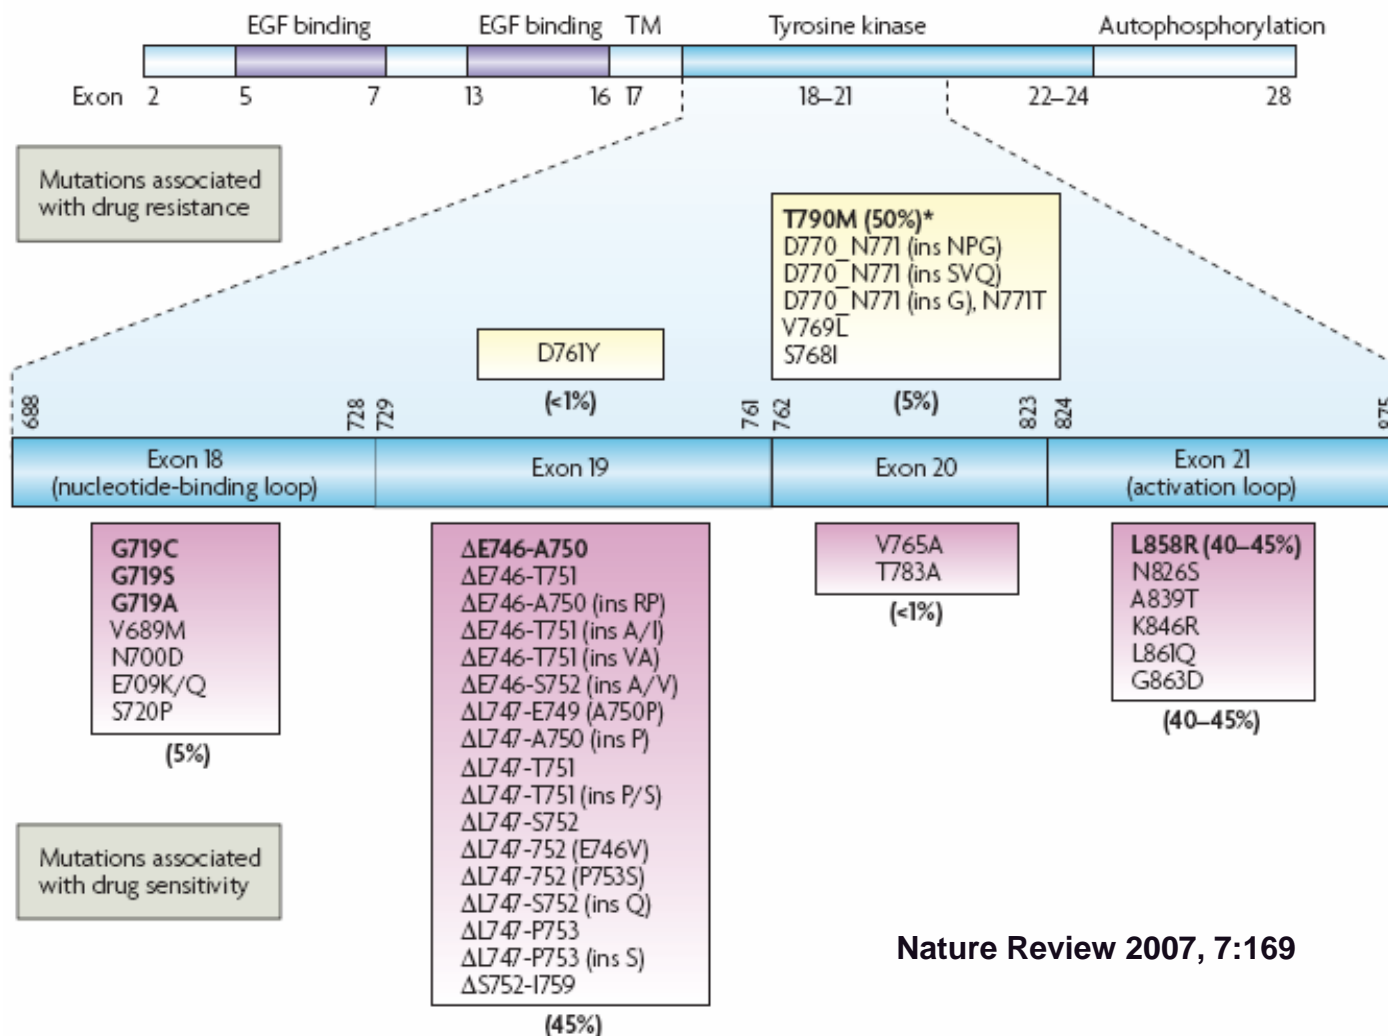 EGF binding EGF binding TM Tyrosine kinase Autophosphorylation
Exon 2 5 7 13 16 17 18–21 22–24 28
Mutations associated
with drug resistance
T790M (50%)*
D770_N771 (ins NPG)
D770_N771 (ins SVQ)
D770_N771 (ins G), N771T
V769L
S768I
D761Y
(<1%)
(5%)
688 728 729 761 762 823 824 875
Exon 18
(nucleotide-binding loop)
Exon 19
Exon 20
Exon 21
(activation loop)
G719C
G719S
G719A
V689M
N700D
E709K/Q
S720P
(5%)
ΔE746-A750
ΔE746-T751
ΔE746-A750 (ins RP)
ΔE746-T751 (ins A/I)
ΔE746-T751 (ins VA)
ΔE746-S752 (ins A/V)
ΔL747-E749 (A750P)
ΔL747-A750 (ins P)
ΔL747-T751
ΔL747-T751 (ins P/S)
ΔL747-S752
ΔL747-752 (E746V)
ΔL747-752 (P753S)
ΔL747-S752 (ins Q)
ΔL747-P753
ΔL747-P753 (ins S)
ΔS752-I759
(45%)
V765A
T783A
(<1%)
L858R (40–45%)
N826S
A839T
K846R
L861Q
G863D
(40–45%)
Mutations associated
with drug sensitivity
Nature Review 2007, 7:169